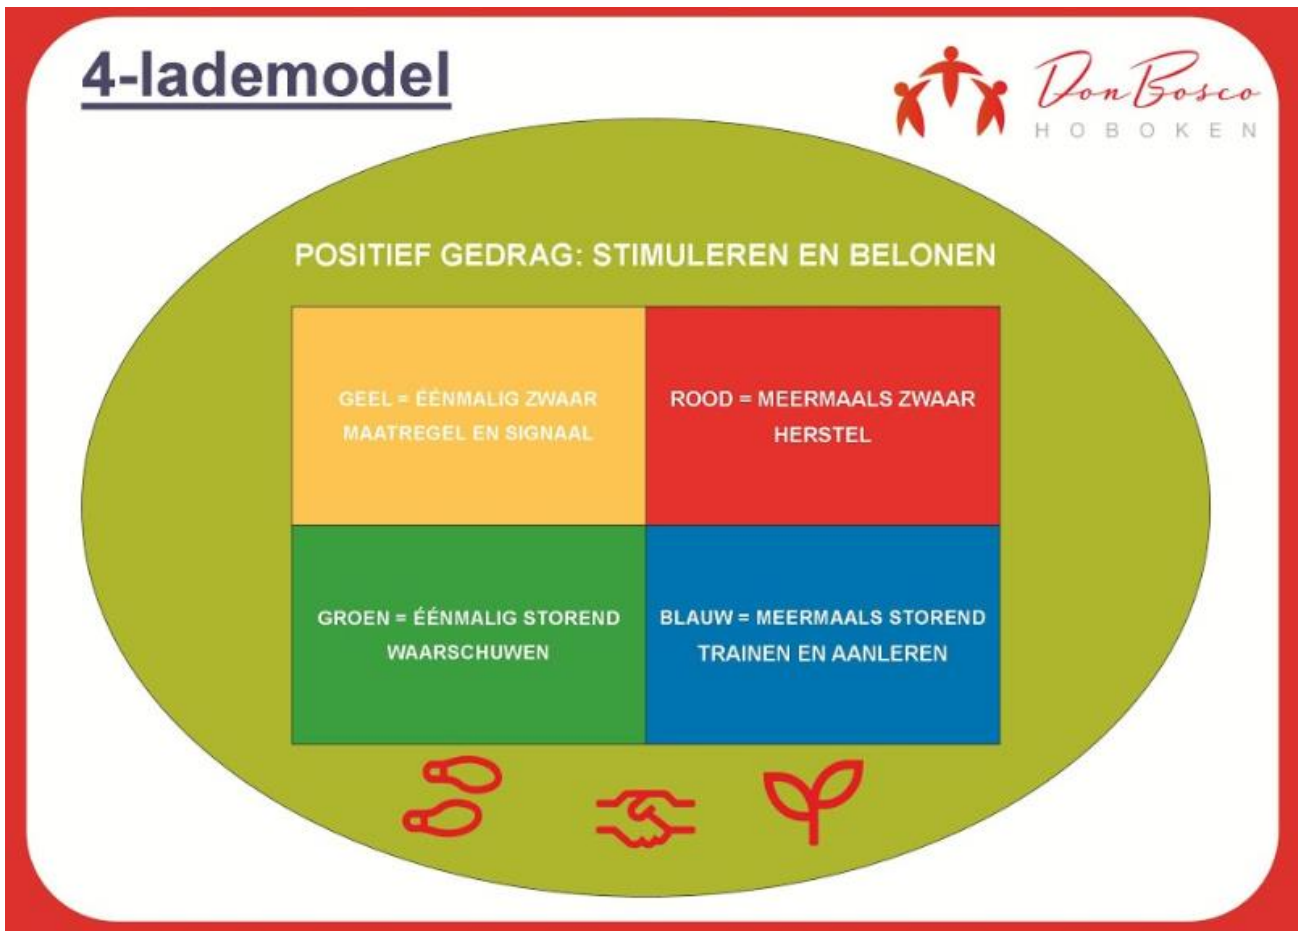 4-lademodel
Don Bosco
HOBOKEN
POSITIEF GEDRAG: STIMULEREN EN BELONEN
GEEL = ÉÉNMALIG ZWAAR
MAATREGEL EN SIGNAAL
ROOD = MEERMAALS ZWAAR
HERSTEL
GROEN = ÉÉNMALIG STOREND
WAARSCHUWEN
BLAUW = MEERMAALS STOREND
TRAINEN EN AANLEREN